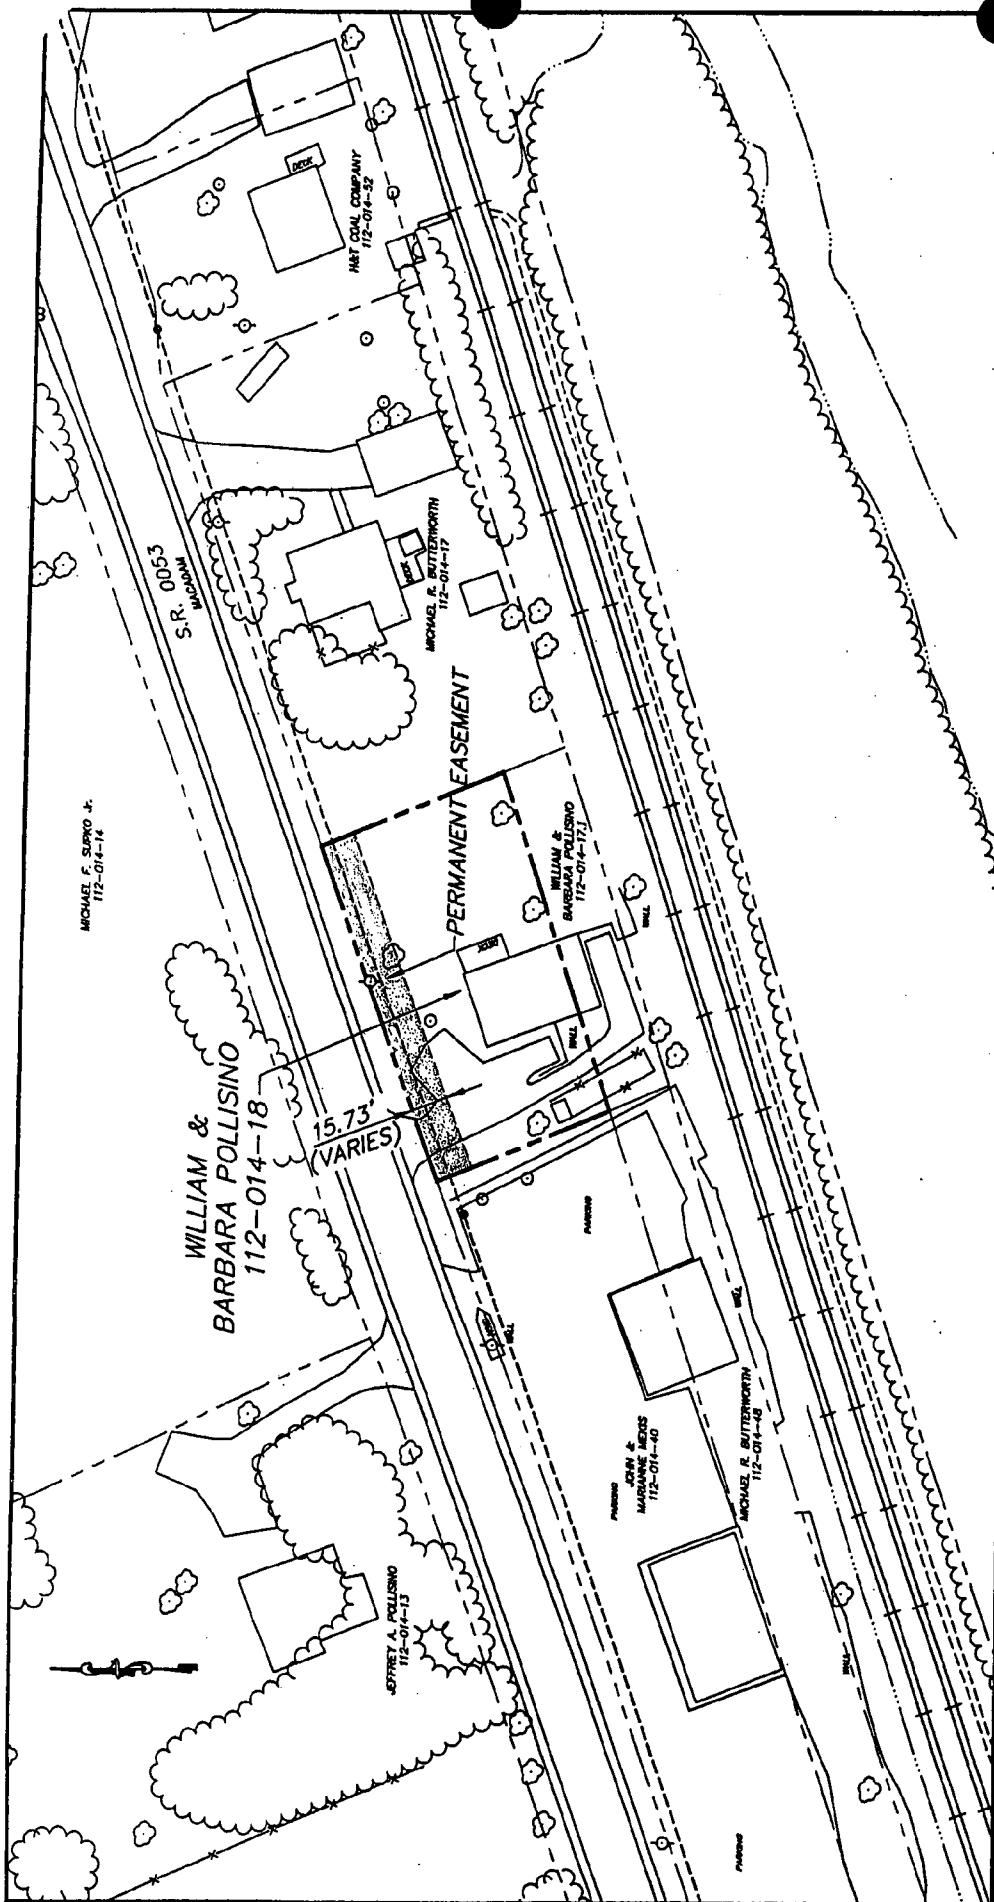 DECK
H&T COAL COMPANY
112-014-52
S.R. 0053
MACADAM
DECK
MICHAEL R. BUTTERWORTH
112-014-17
PERMANENT EASEMENT
MICHAEL F. SUPKO Jr.
112-014-14
WILLIAM &
BARBARA POLLISINO
112-014-17.1
DECK
WALL
WALL
WILLIAM &
BARBARA POLLISINO
112-014-18
15.73'
(VARIES)
PARKING
WALL
SIGN
WALL
PARKING
JOHN &
MARIANNE MEKIS
112-014-40
MICHAEL R. BUTTERWORTH
112-014-48
JEFFREY A. POLLISINO
112-014-13
WALL
PARKING